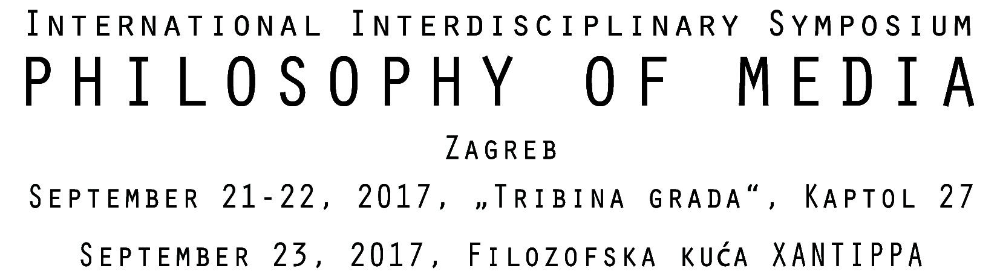 International Interdisciplinary Symposium
PHILOSOPHY OF MEDIA
Zagreb
September 21-22, 2017, „Tribina grada“, Kaptol 27
September 23, 2017, Filozofska kuća XANTIPPA